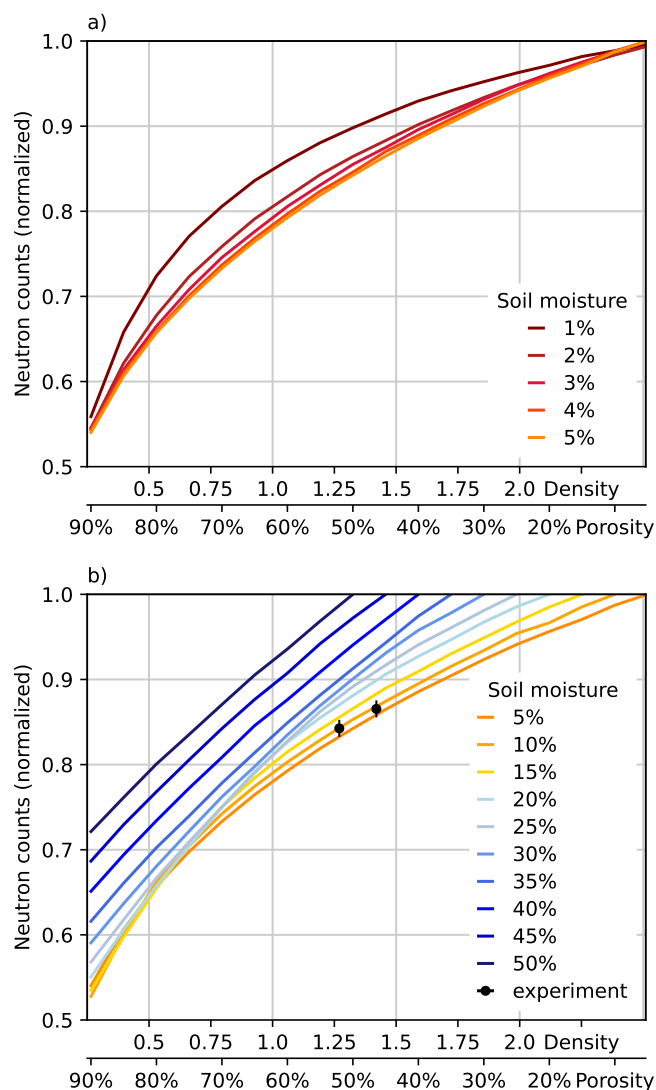 a)
Neutron counts (normalized)
1.0
0.9
0.8
0.7
0.6
0.5
Soil moisture
1%
2%
3%
4%
5%
0.5 0.75 1.0 1.25 1.5 1.75 2.0 Density
90% 80% 70% 60% 50% 40% 30% 20% Porosity
b)
Neutron counts (normalized)
1.0
0.9
0.8
0.7
0.6
0.5
Soil moisture
5%
10%
15%
20%
25%
30%
35%
40%
45%
50%
experiment
0.5 0.75 1.0 1.25 1.5 1.75 2.0 Density
90% 80% 70% 60% 50% 40% 30% 20% Porosity